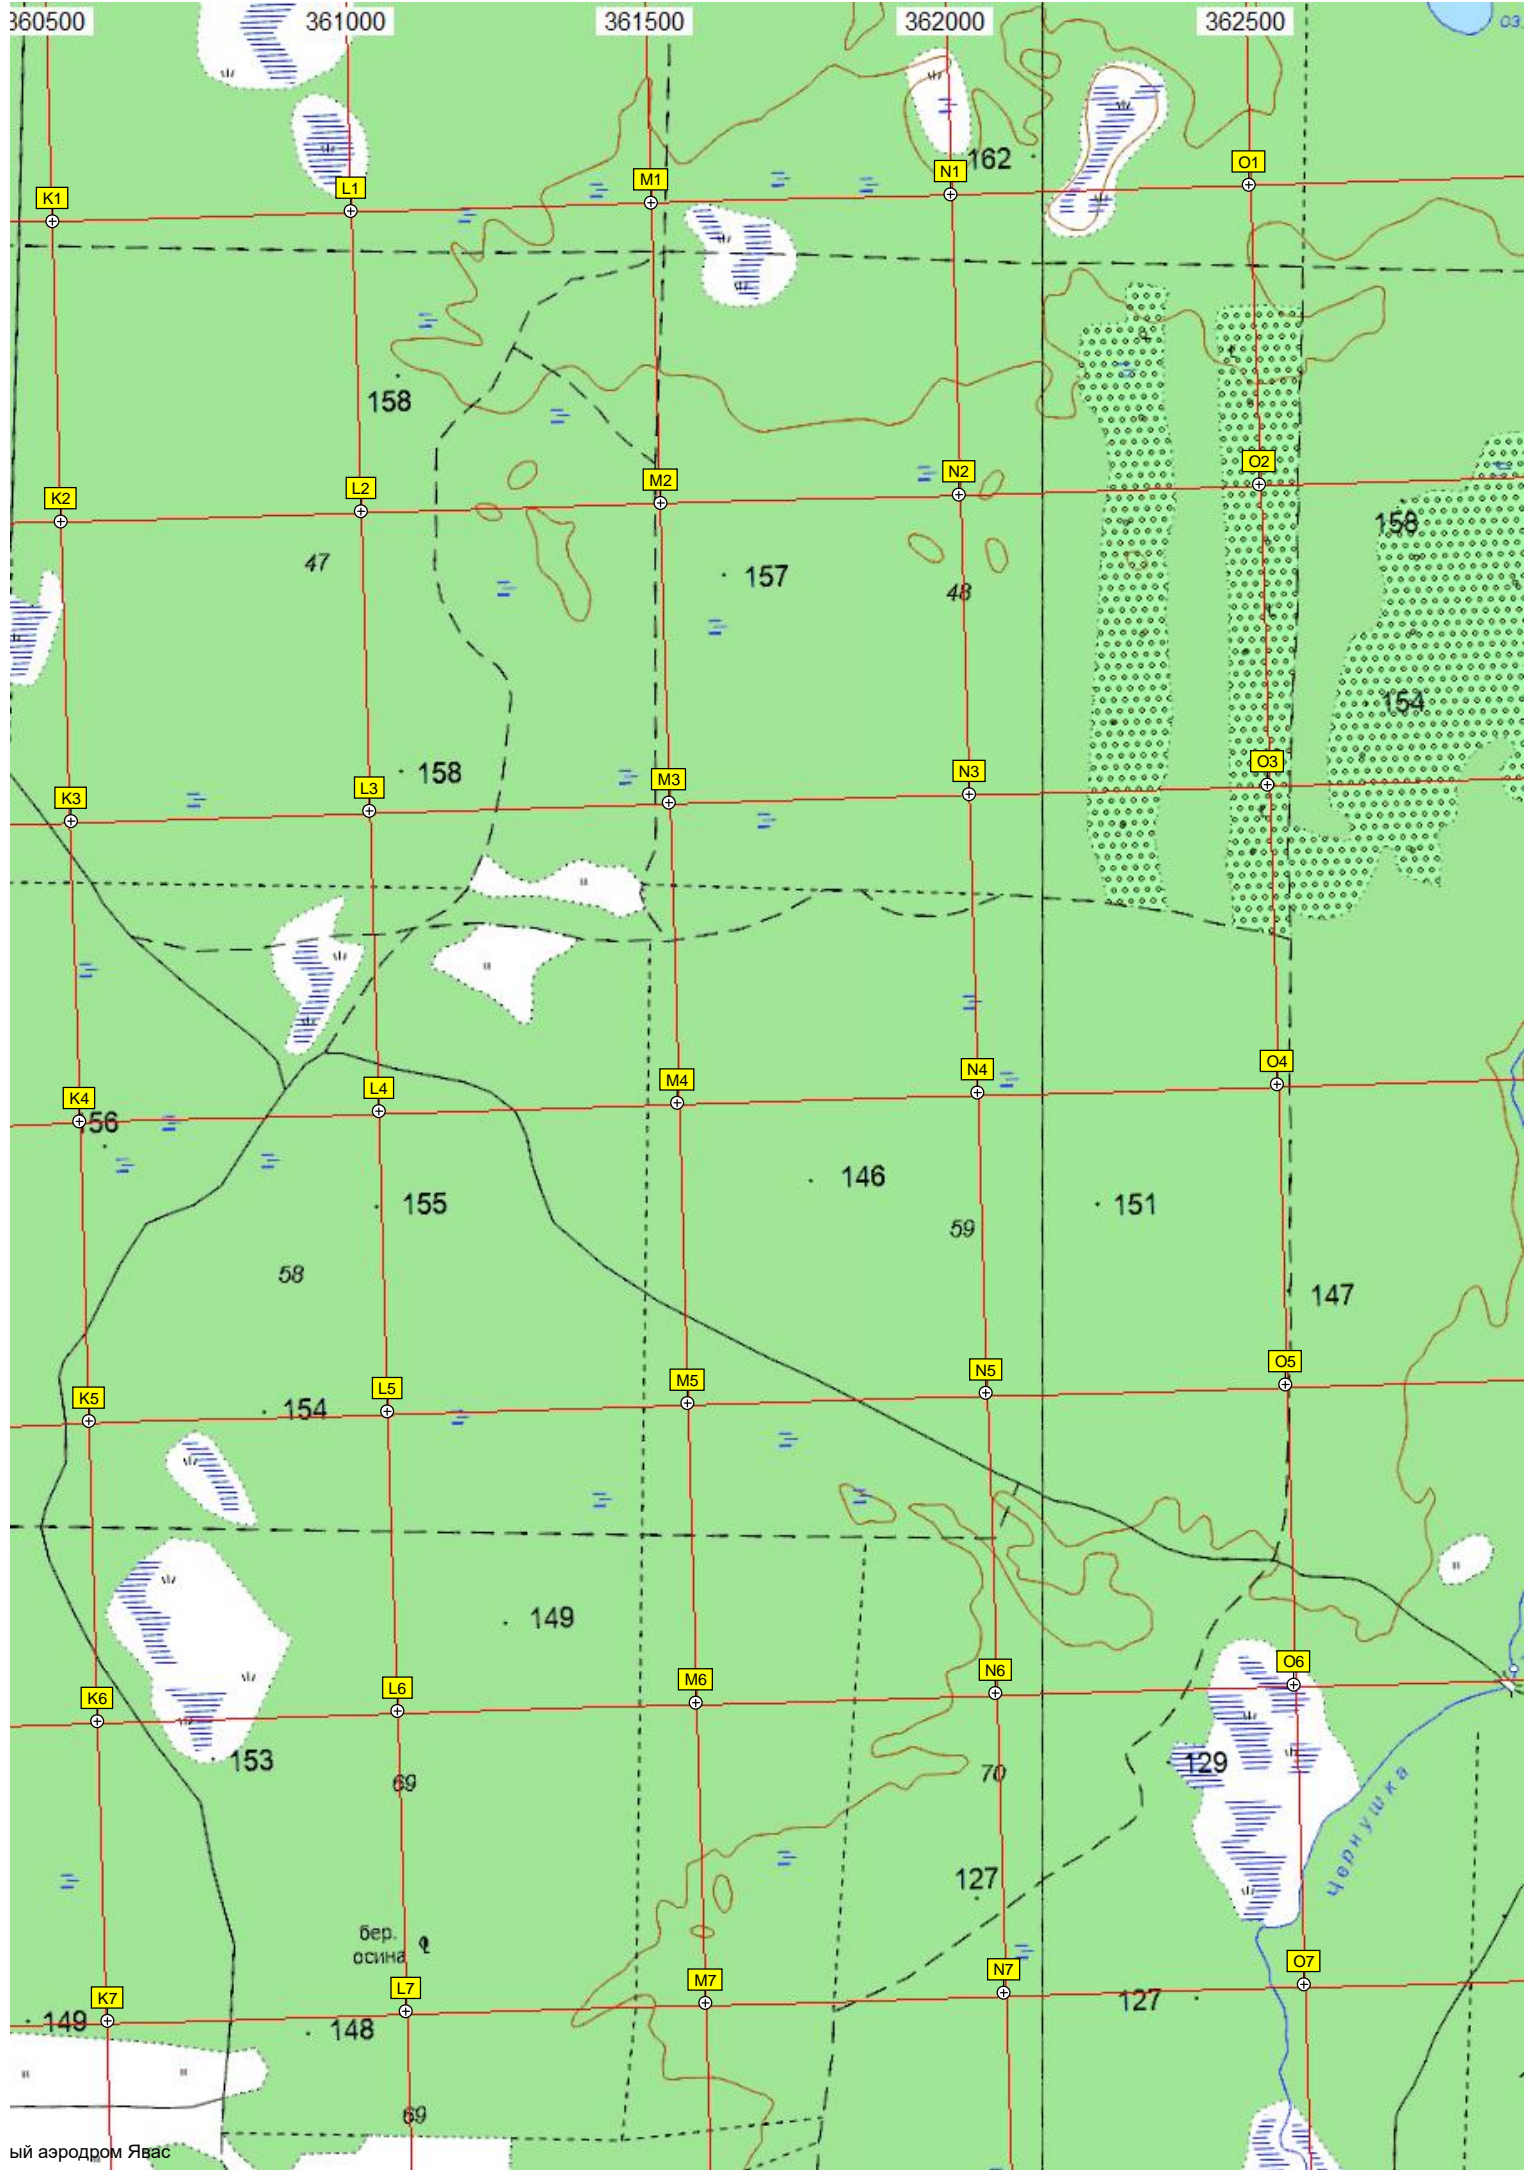 360500 361000 361500 362000 362500
оз.
162
K1 L1 M1 N1 O1
158
K2 L2 M2 N2 O2
158
47
157
48
154
158
K3 L3 M3 N3 O3
K4 L4 M4 N4 O4
56
146
155
151
59
58
147
K5 L5 M5 N5 O5
154
149
K6 L6 M6 N6 O6
153
129
69
70
Чернушка
127
бер.
осина
K7 L7 M7 N7 O7
127
149
148
69
ый аэродром Явас